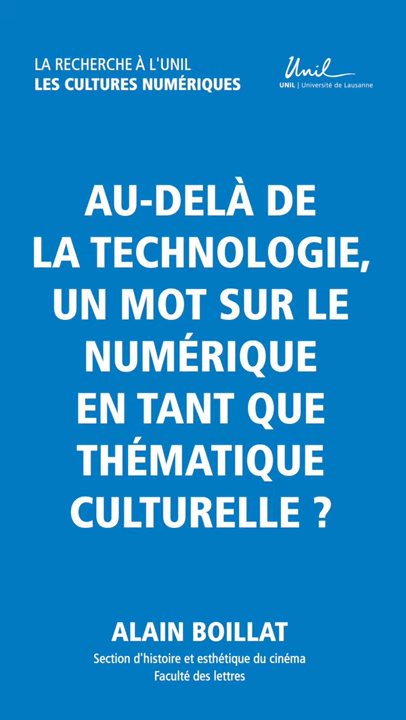 LA RECHERCHE À L'UNIL
LES CULTURES NUMÉRIQUES
Unil
UNIL | Université de Lausanne
AU-DELÀ DE
LA TECHNOLOGIE,
UN MOT SUR LE
NUMÉRIQUE
EN TANT QUE
THÉMATIQUE
CULTURELLE ?
ALAIN BOILLAT
Section d'histoire et esthétique du cinéma
Faculté des lettres